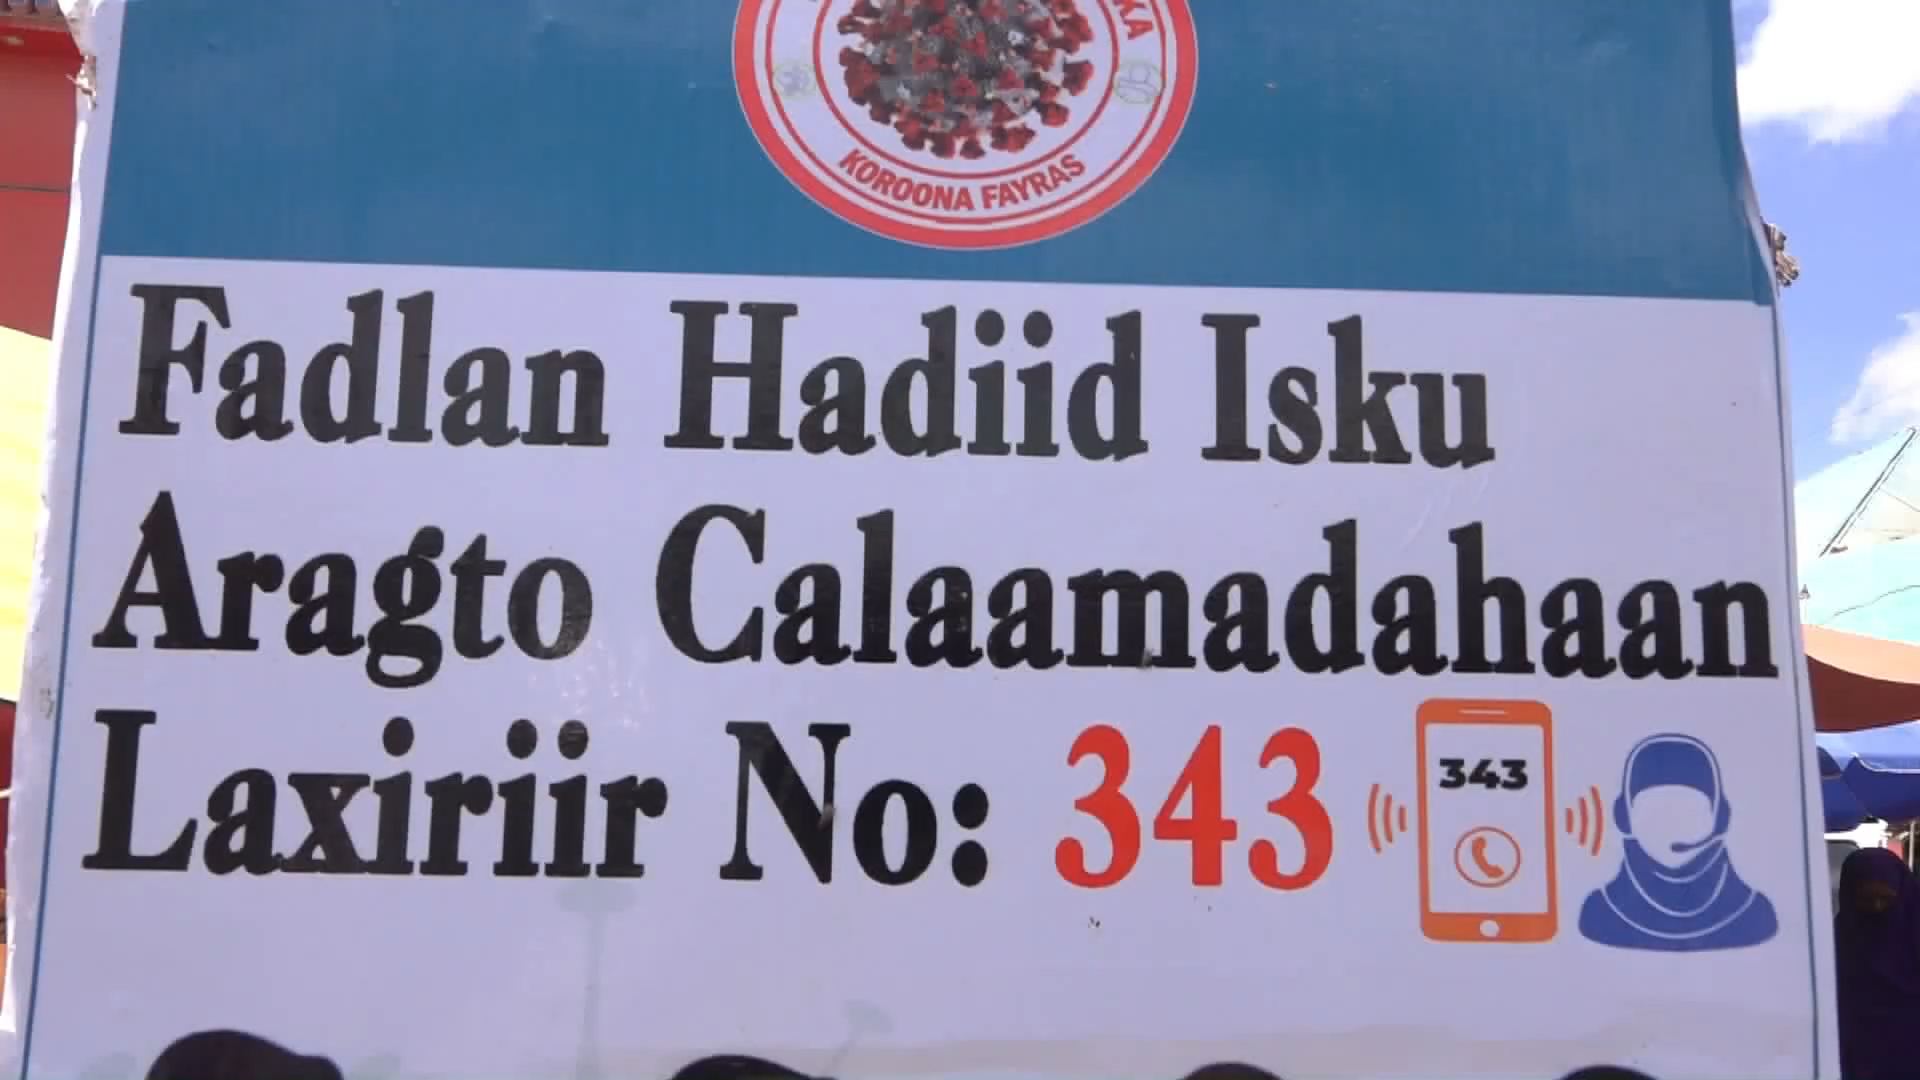 KOROONA FAYRAS
Fadlan Hadiid Isku
Aragto Calaamadahaan
Laxiriir No: 343
343